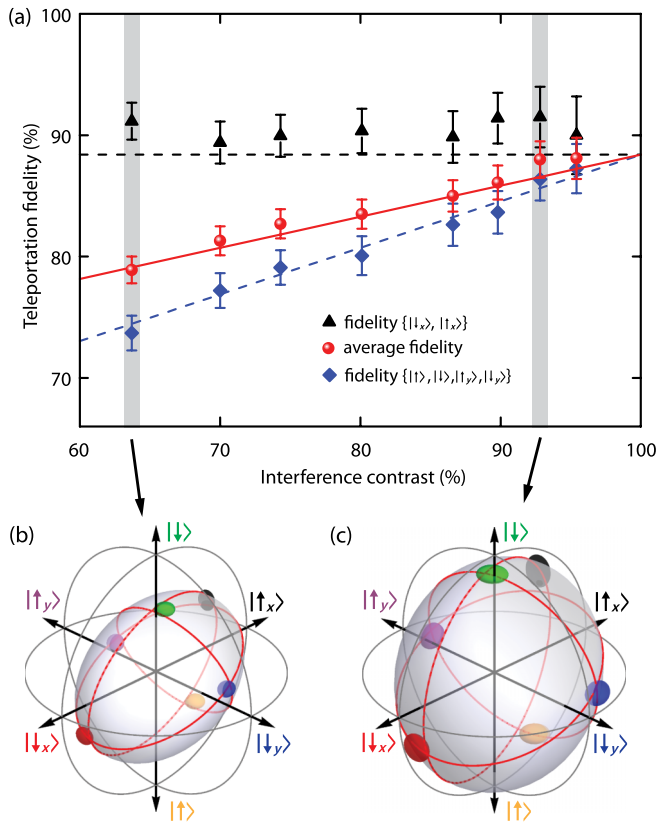 (a)
100
90
80
70
Teleportation fidelity (%)
fidelity {|↓x⟩, |↑x⟩}
average fidelity
fidelity {|↑⟩,|↓⟩,|↑y⟩,|↓y⟩}
60 70 80 90 100
Interference contrast (%)
(b)
|↓⟩
|↑y⟩
|↑x⟩
|↓x⟩
|↓y⟩
|↑⟩
(c)
|↓⟩
|↑y⟩
|↑x⟩
|↓x⟩
|↓y⟩
|↑⟩